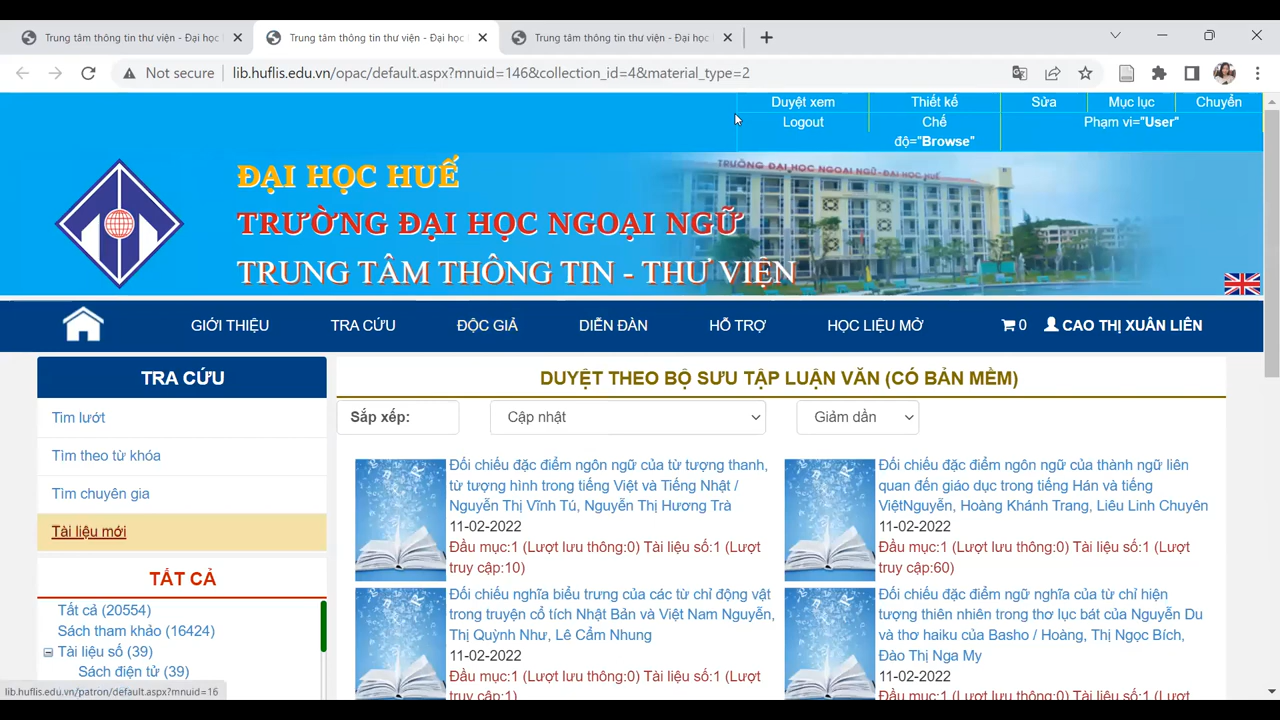 Trung tâm thông tin thư viện - Đại học
Trung tâm thông tin thư viện - Đại học
Trung tâm thông tin thư viện - Đại học
Not secure
lib.huflis.edu.vn/opac/default.aspx?mnuid=146&collection_id=4&material_type=2
Duyệt xem Thiết kế Sửa Mục lục Chuyển
Logout Chế Phạm vi="User"
độ="Browse"
TRƯỜNG ĐẠI HỌC NGOẠI NGỮ - ĐẠI HỌC HUẾ
ĐẠI HỌC HUẾ
TRƯỜNG ĐẠI HỌC NGOẠI NGỮ
TRUNG TÂM THÔNG TIN - THƯ VIỆN
GIỚI THIỆU TRA CỨU ĐỘC GIẢ DIỄN ĐÀN HỖ TRỢ HỌC LIỆU MỞ 0 CAO THỊ XUÂN LIÊN
TRA CỨU
Tìm lướt
Tìm theo từ khóa
Tìm chuyên gia
Tài liệu mới
TẤT CẢ
Tất cả (20554)
Sách tham khảo (16424)
Tài liệu số (39)
Sách điện tử (39)
DUYỆT THEO BỘ SƯU TẬP LUẬN VĂN (CÓ BẢN MỀM)
Sắp xếp: Cập nhật Giảm dần
Đối chiếu đặc điểm ngôn ngữ của từ tượng thanh,
từ tượng hình trong tiếng Việt và Tiếng Nhật /
Nguyễn Thị Vĩnh Tú, Nguyễn Thị Hương Trà
11-02-2022
Đầu mục:1 (Lượt lưu thông:0) Tài liệu số:1 (Lượt
truy cập:10)
Đối chiếu đặc điểm ngôn ngữ của thành ngữ liên
quan đến giáo dục trong tiếng Hán và tiếng
ViệtNguyễn, Hoàng Khánh Trang, Liêu Linh Chuyên
11-02-2022
Đầu mục:1 (Lượt lưu thông:0) Tài liệu số:1 (Lượt
truy cập:60)
Đối chiếu nghĩa biểu trưng của các từ chỉ động vật
trong truyện cổ tích Nhật Bản và Việt Nam Nguyễn,
Thị Quỳnh Như, Lê Cẩm Nhung
11-02-2022
Đầu mục:1 (Lượt lưu thông:0) Tài liệu số:1 (Lượt
truy cập:1)
Đối chiếu đặc điểm ngữ nghĩa của từ chỉ hiện
tượng thiên nhiên trong thơ lục bát của Nguyễn Du
và thơ haiku của Basho / Hoàng, Thị Ngọc Bích,
Đào Thị Nga My
11-02-2022
Đầu mục:1 (Lượt lưu thông:0) Tài liệu số:1 (Lượt
lib.huflis.edu.vn/patron/default.aspx?mnuid=16